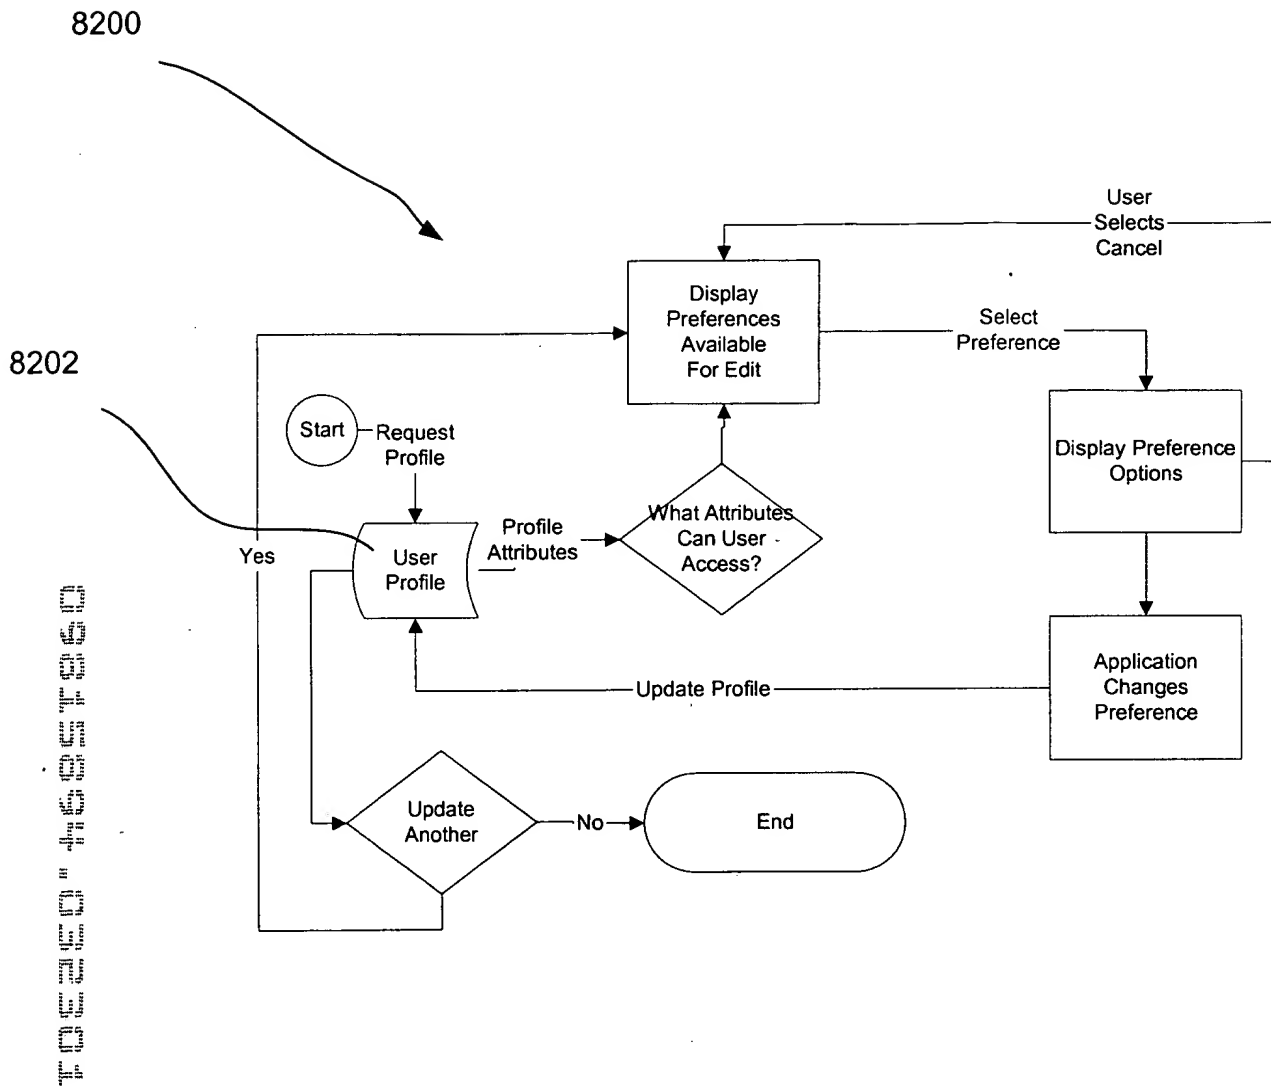 8200
User
Selects
Cancel
Display
Preferences
Available
For Edit
Select
Preference
8202
Start
Request
Profile
Display Preference
Options
What Attributes
Can User
Access?
Profile
Attributes
User
Profile
Yes
Application
Changes
Preference
Update Profile
Update
Another
No
End